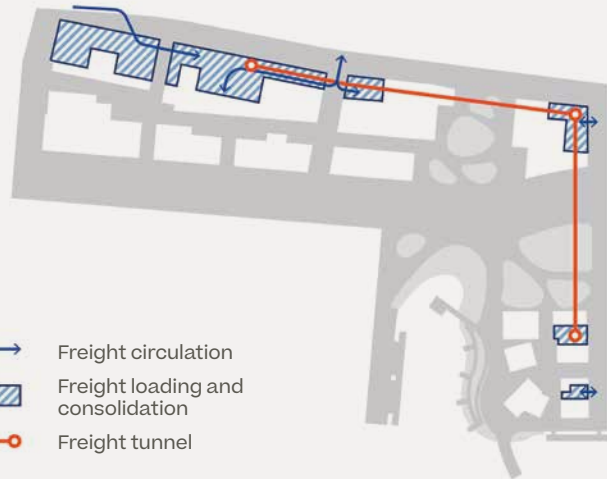 Freight circulation
Freight loading and
consolidation
Freight tunnel